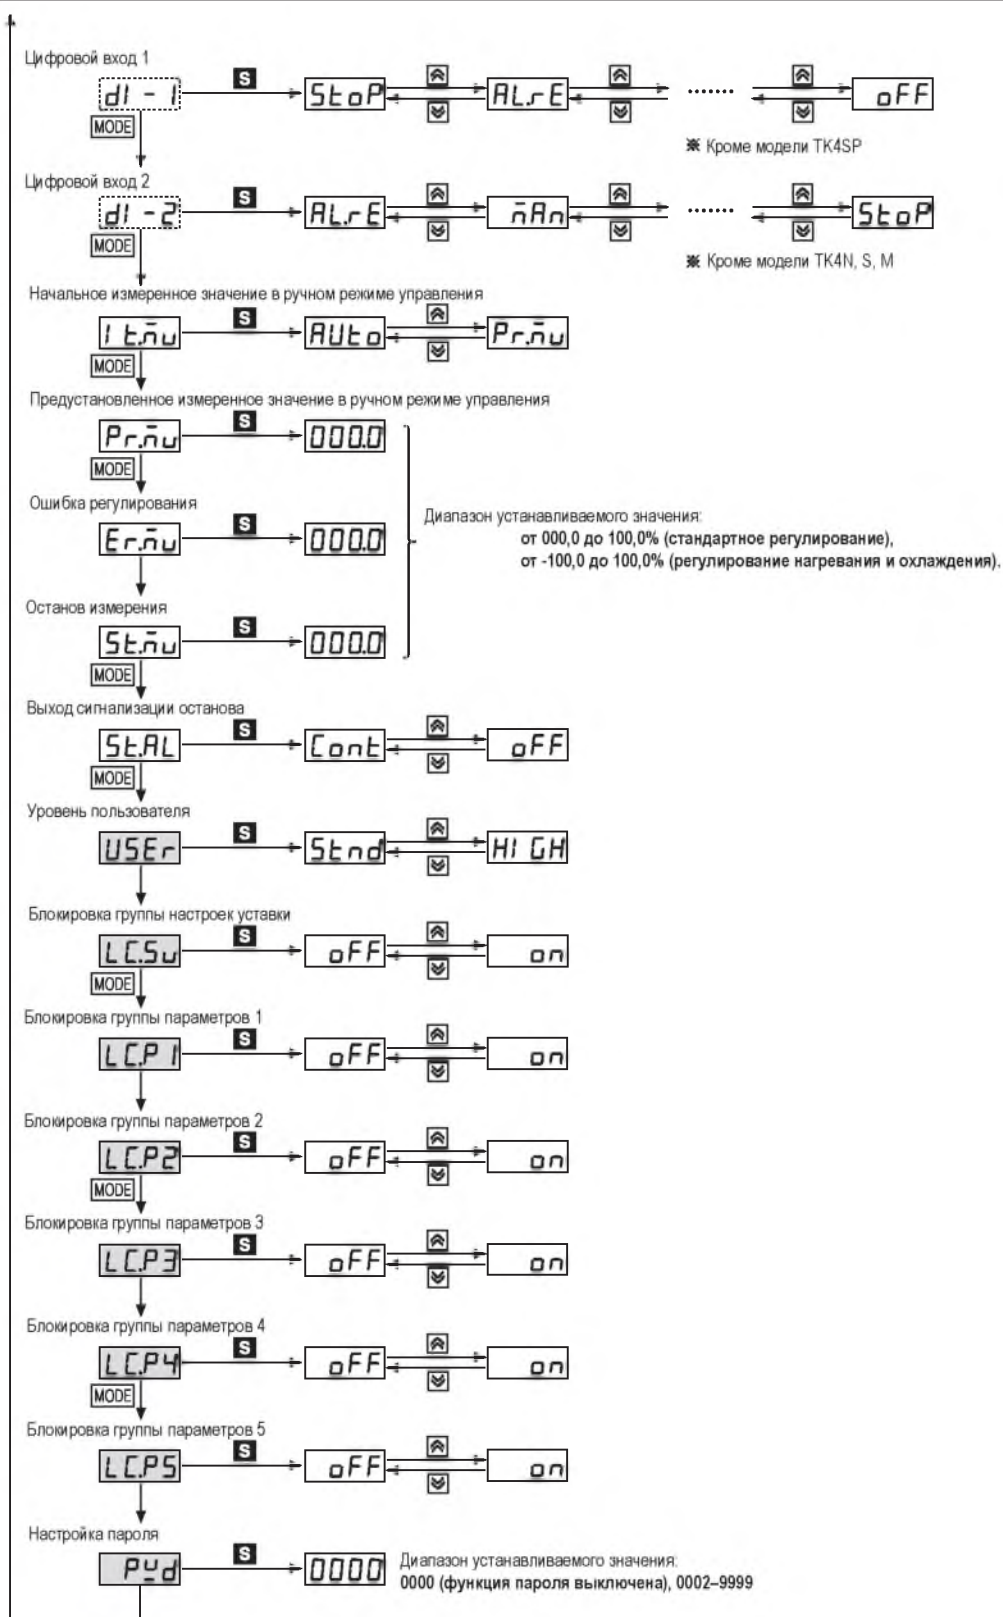 Цифровой вход 1
dI - 1 S StoP AL.rE ....... oFF
MODE
※ Кроме модели TK4SP
Цифровой вход 2
dI - 2 S AL.rE mAn ....... StoP
MODE
※ Кроме модели TK4N, S, M
Начальное измеренное значение в ручном режиме управления
It.mu S AUto Pr.mu
MODE
Предустановленное измеренное значение в ручном режиме управления
Pr.mu S 000.0
MODE
Ошибка регулирования
Er.mu S 000.0
Диапазон устанавливаемого значения:
от 000,0 до 100,0% (стандартное регулирование),
от -100,0 до 100,0% (регулирование нагревания и охлаждения).
Останов измерения
St.mu S 000.0
MODE
Выход сигнализации останова
St.AL S Cont oFF
MODE
Уровень пользователя
USEr S Stnd HIGH
Блокировка группы настроек уставки
LC.Su S oFF on
MODE
Блокировка группы параметров 1
LC.P1 S oFF on
Блокировка группы параметров 2
LC.P2 S oFF on
MODE
Блокировка группы параметров 3
LC.P3 S oFF on
Блокировка группы параметров 4
LC.P4 S oFF on
MODE
Блокировка группы параметров 5
LC.P5 S oFF on
Настройка пароля
PWd S 0000
Диапазон устанавливаемого значения:
0000 (функция пароля выключена), 0002–9999